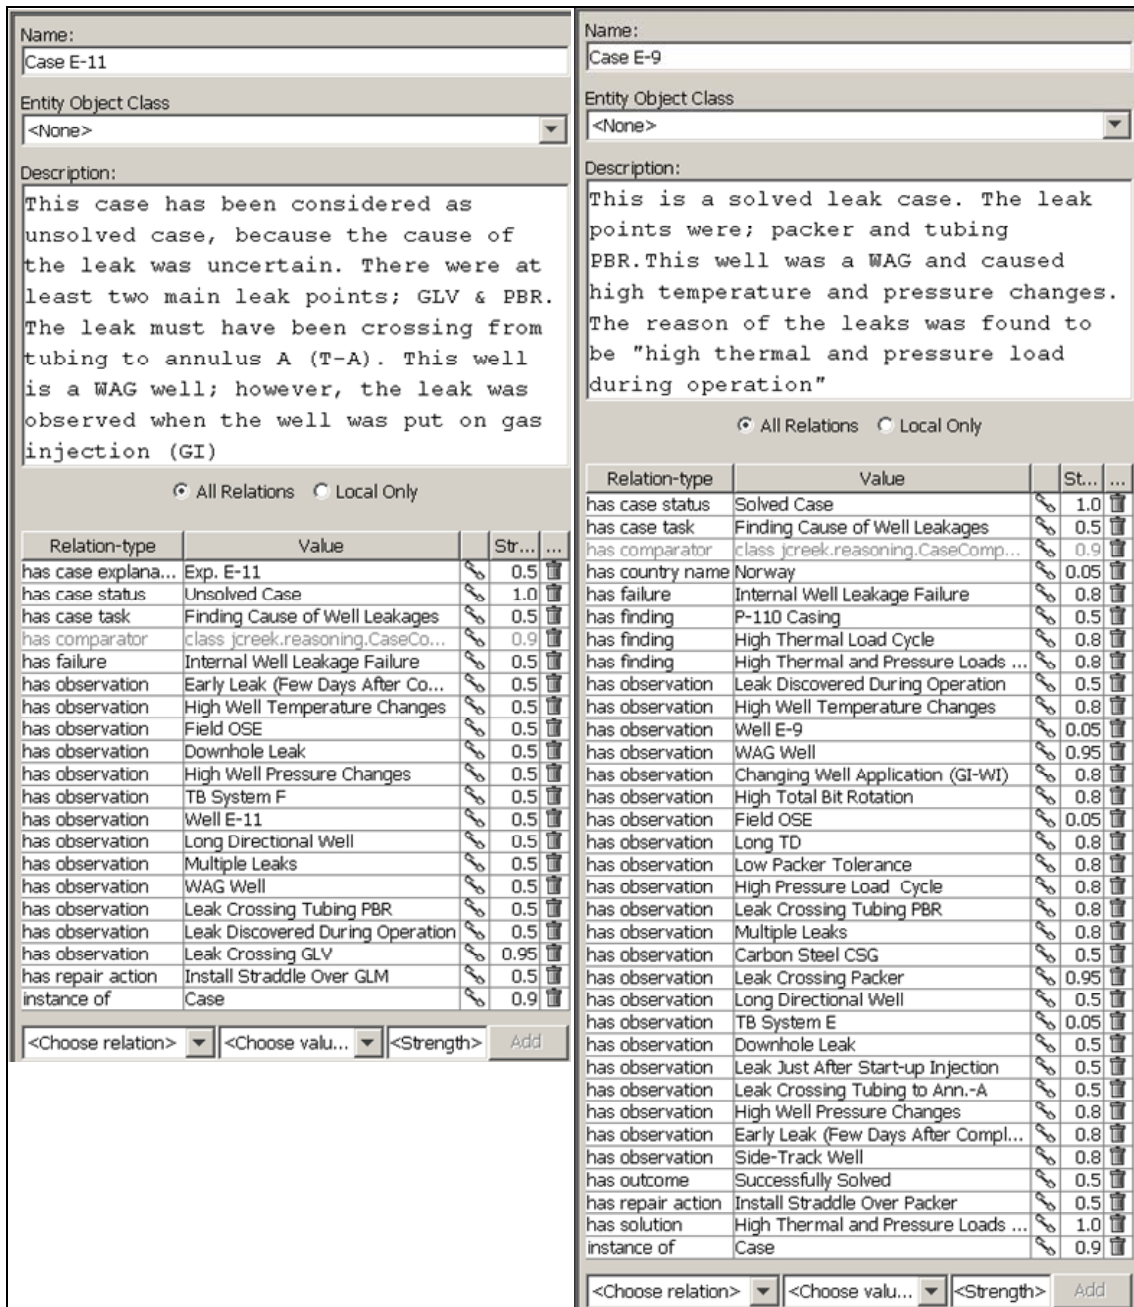 Name:
Case E-11
Entity Object Class
<None>
Description:
This case has been considered as
unsolved case, because the cause of
the leak was uncertain. There were at
least two main leak points; GLV & PBR.
The leak must have been crossing from
tubing to annulus A (T-A). This well
is a WAG well; however, the leak was
observed when the well was put on gas
injection (GI)
All Relations Local Only
Relation-type Value Str... ...
has case explana... Exp. E-11 0.5
has case status Unsolved Case 1.0
has case task Finding Cause of Well Leakages 0.5
has comparator class jcreek.reasoning.CaseCo... 0.9
has failure Internal Well Leakage Failure 0.5
has observation Early Leak (Few Days After Co... 0.5
has observation High Well Temperature Changes 0.5
has observation Field OSE 0.5
has observation Downhole Leak 0.5
has observation High Well Pressure Changes 0.5
has observation TB System F 0.5
has observation Well E-11 0.5
has observation Long Directional Well 0.5
has observation Multiple Leaks 0.5
has observation WAG Well 0.5
has observation Leak Crossing Tubing PBR 0.5
has observation Leak Discovered During Operation 0.5
has observation Leak Crossing GLV 0.95
has repair action Install Straddle Over GLM 0.5
instance of Case 0.9
<Choose relation> <Choose valu... <Strength> Add
Name:
Case E-9
Entity Object Class
<None>
Description:
This is a solved leak case. The leak
points were; packer and tubing
PBR.This well was a WAG and caused
high temperature and pressure changes.
The reason of the leaks was found to
be "high thermal and pressure load
during operation"
All Relations Local Only
Relation-type Value St... ...
has case status Solved Case 1.0
has case task Finding Cause of Well Leakages 0.5
has comparator class jcreek.reasoning.CaseComp... 0.9
has country name Norway 0.05
has failure Internal Well Leakage Failure 0.8
has finding P-110 Casing 0.5
has finding High Thermal Load Cycle 0.8
has finding High Thermal and Pressure Loads ... 0.8
has observation Leak Discovered During Operation 0.5
has observation High Well Temperature Changes 0.8
has observation Well E-9 0.05
has observation WAG Well 0.95
has observation Changing Well Application (GI-WI) 0.8
has observation High Total Bit Rotation 0.8
has observation Field OSE 0.05
has observation Long TD 0.8
has observation Low Packer Tolerance 0.8
has observation High Pressure Load Cycle 0.8
has observation Leak Crossing Tubing PBR 0.8
has observation Multiple Leaks 0.8
has observation Carbon Steel CSG 0.5
has observation Leak Crossing Packer 0.95
has observation Long Directional Well 0.5
has observation TB System E 0.05
has observation Downhole Leak 0.5
has observation Leak Just After Start-up Injection 0.5
has observation Leak Crossing Tubing to Ann.-A 0.5
has observation High Well Pressure Changes 0.8
has observation Early Leak (Few Days After Compl... 0.8
has observation Side-Track Well 0.8
has outcome Successfully Solved 0.5
has repair action Install Straddle Over Packer 0.5
has solution High Thermal and Pressure Loads ... 1.0
instance of Case 0.9
<Choose relation> <Choose valu... <Strength> Add